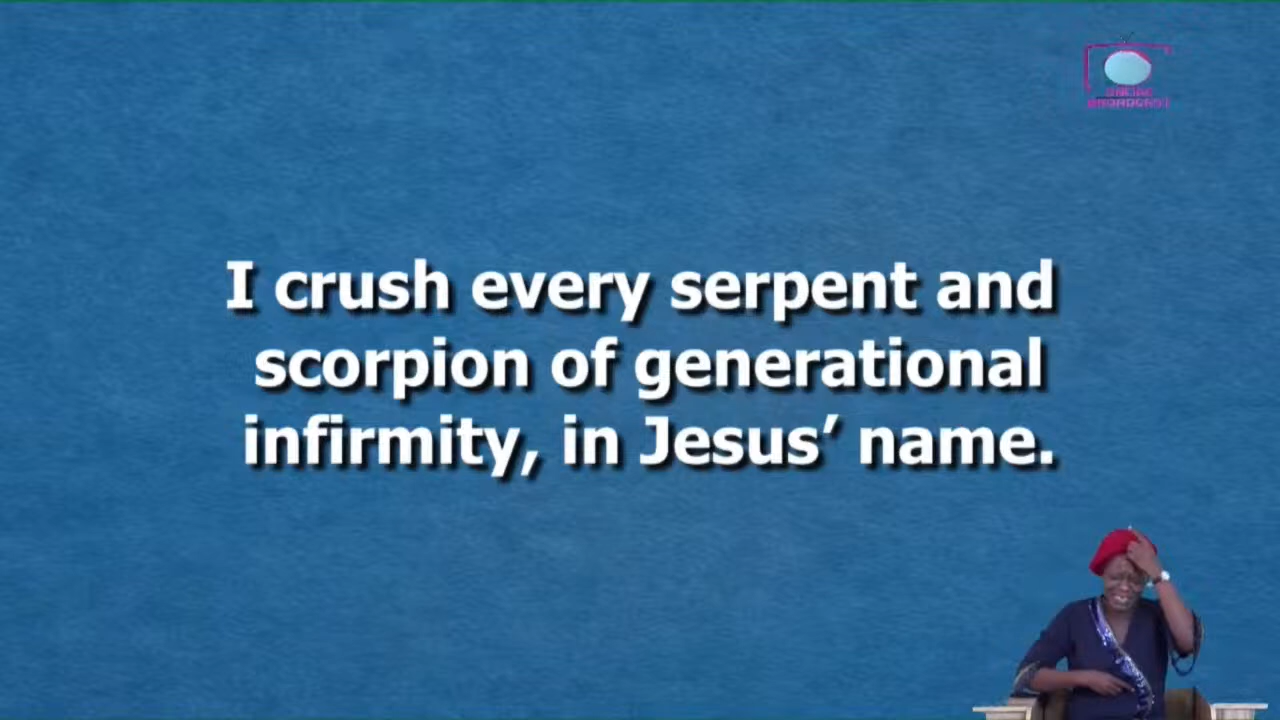 I crush every serpent and
scorpion of generational
infirmity, in Jesus’ name.